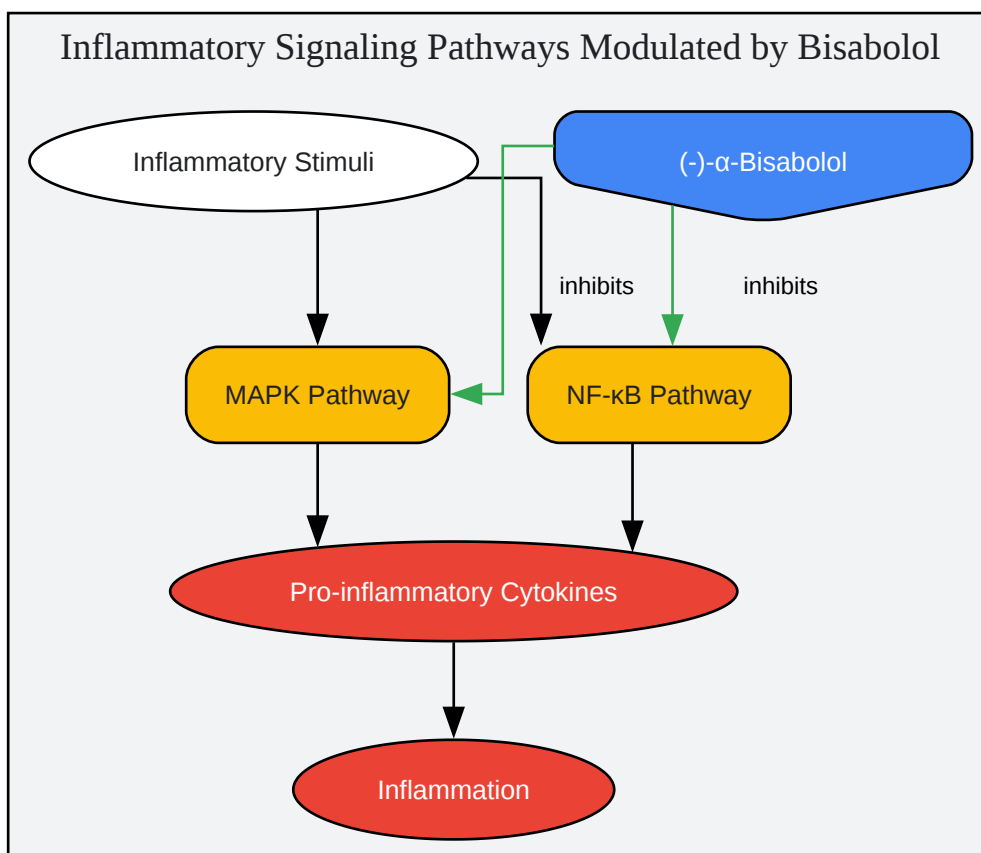 Inflammatory Signaling Pathways Modulated by Bisabolol
Inflammatory Stimuli
(-)-α-Bisabolol
inhibits
inhibits
MAPK Pathway
NF-κB Pathway
Pro-inflammatory Cytokines
Inflammation